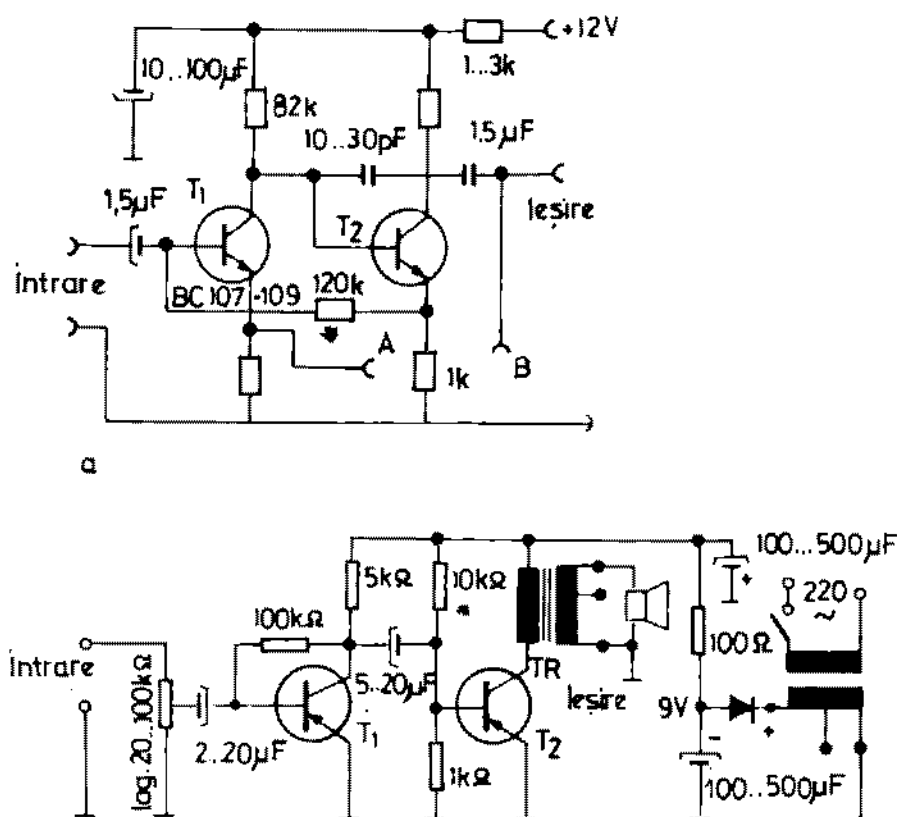 +12V
10..100µF
1...3k
82k
10..30pF
1.5µF
1,5µF
T1
T2
Ieșire
Intrare
BC107-109
120k
A
B
1k
a
5kΩ
10kΩ
*
100...500µF
220
~
100kΩ
100Ω
Intrare
log. 20..100kΩ
5..20µF
TR
Ieșire
9V
+
+
-
2..20µF
T1
T2
1kΩ
100..500µF